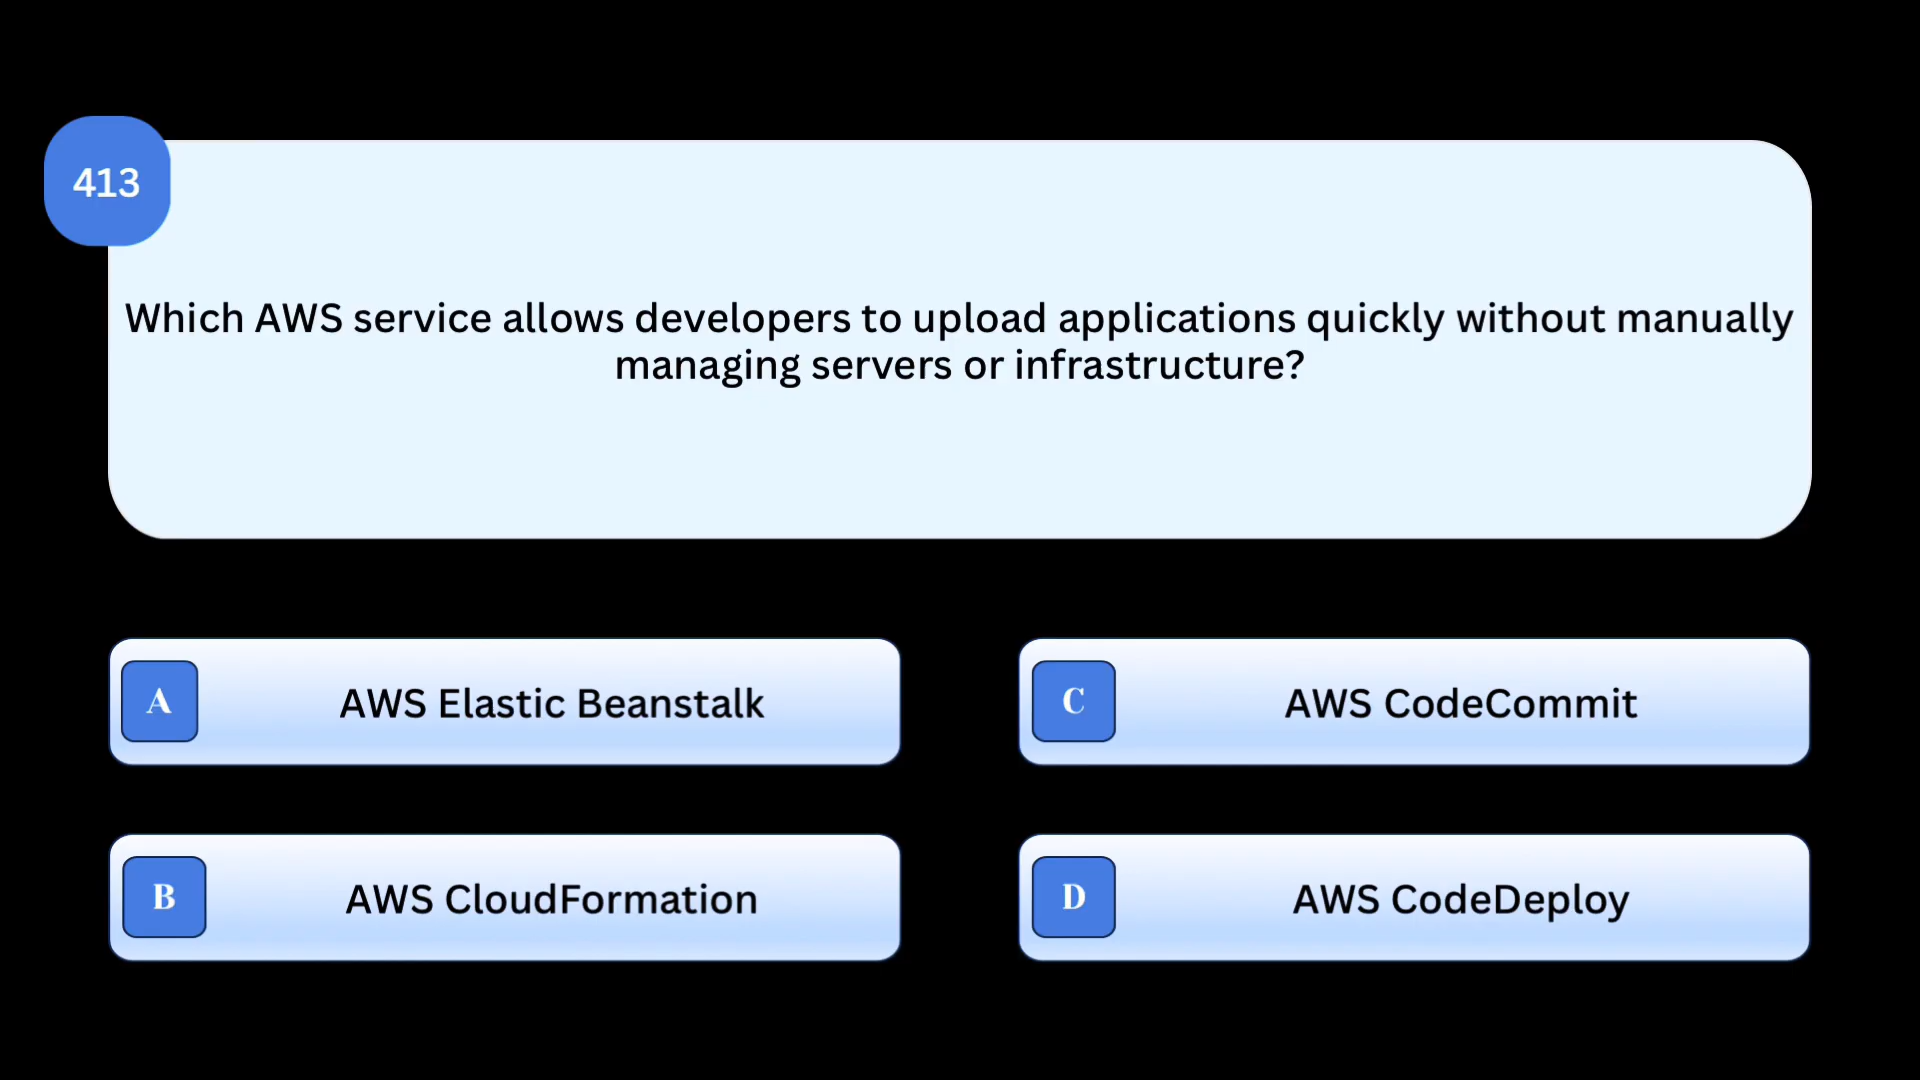 413
Which AWS service allows developers to upload applications quickly without manually
managing servers or infrastructure?
A
AWS Elastic Beanstalk
B
AWS CloudFormation
C
AWS CodeCommit
D
AWS CodeDeploy